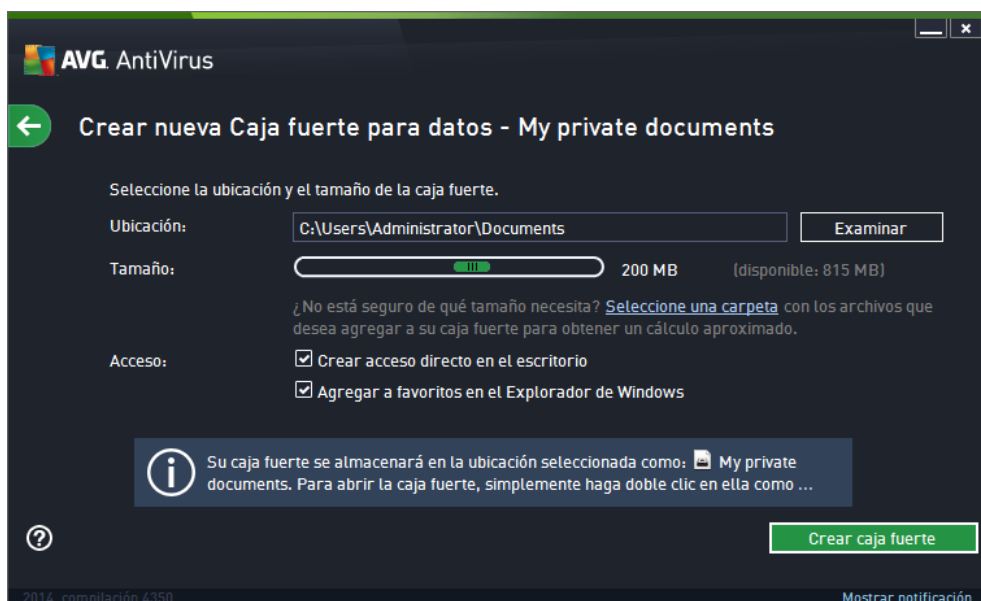 AVG. AntiVirus
Crear nueva Caja fuerte para datos - My private documents
Seleccione la ubicación y el tamaño de la caja fuerte.
Ubicación: C:\Users\Administrator\Documents Examinar
Tamaño: 200 MB (disponible: 815 MB)
¿No está seguro de qué tamaño necesita? Seleccione una carpeta con los archivos que
desea agregar a su caja fuerte para obtener un cálculo aproximado.
Acceso: Crear acceso directo en el escritorio
Agregar a favoritos en el Explorador de Windows
Su caja fuerte se almacenará en la ubicación seleccionada como: My private
documents. Para abrir la caja fuerte, simplemente haga doble clic en ella como ...
Crear caja fuerte
2014 compilación 4350 Mostrar notificación